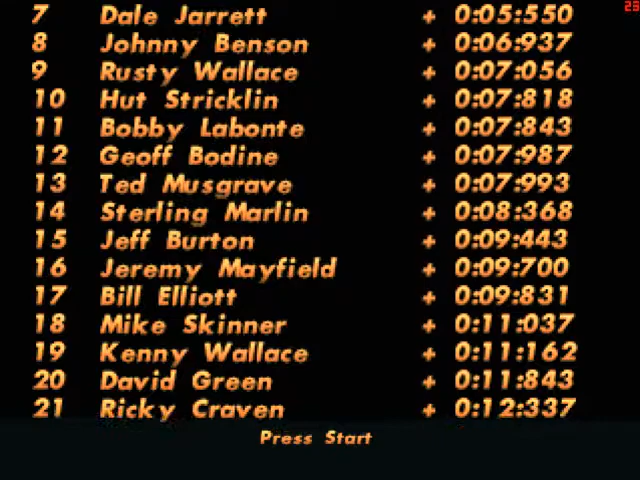 7 Dale Jarrett + 0:05:550
8 Johnny Benson + 0:06:937
9 Rusty Wallace + 0:07:056
10 Hut Stricklin + 0:07:818
11 Bobby Labonte + 0:07:843
12 Geoff Bodine + 0:07:987
13 Ted Musgrave + 0:07:993
14 Sterling Marlin + 0:08:368
15 Jeff Burton + 0:09:443
16 Jeremy Mayfield + 0:09:700
17 Bill Elliott + 0:09:831
18 Mike Skinner + 0:11:037
19 Kenny Wallace + 0:11:162
20 David Green + 0:11:843
21 Ricky Craven + 0:12:337
Press Start